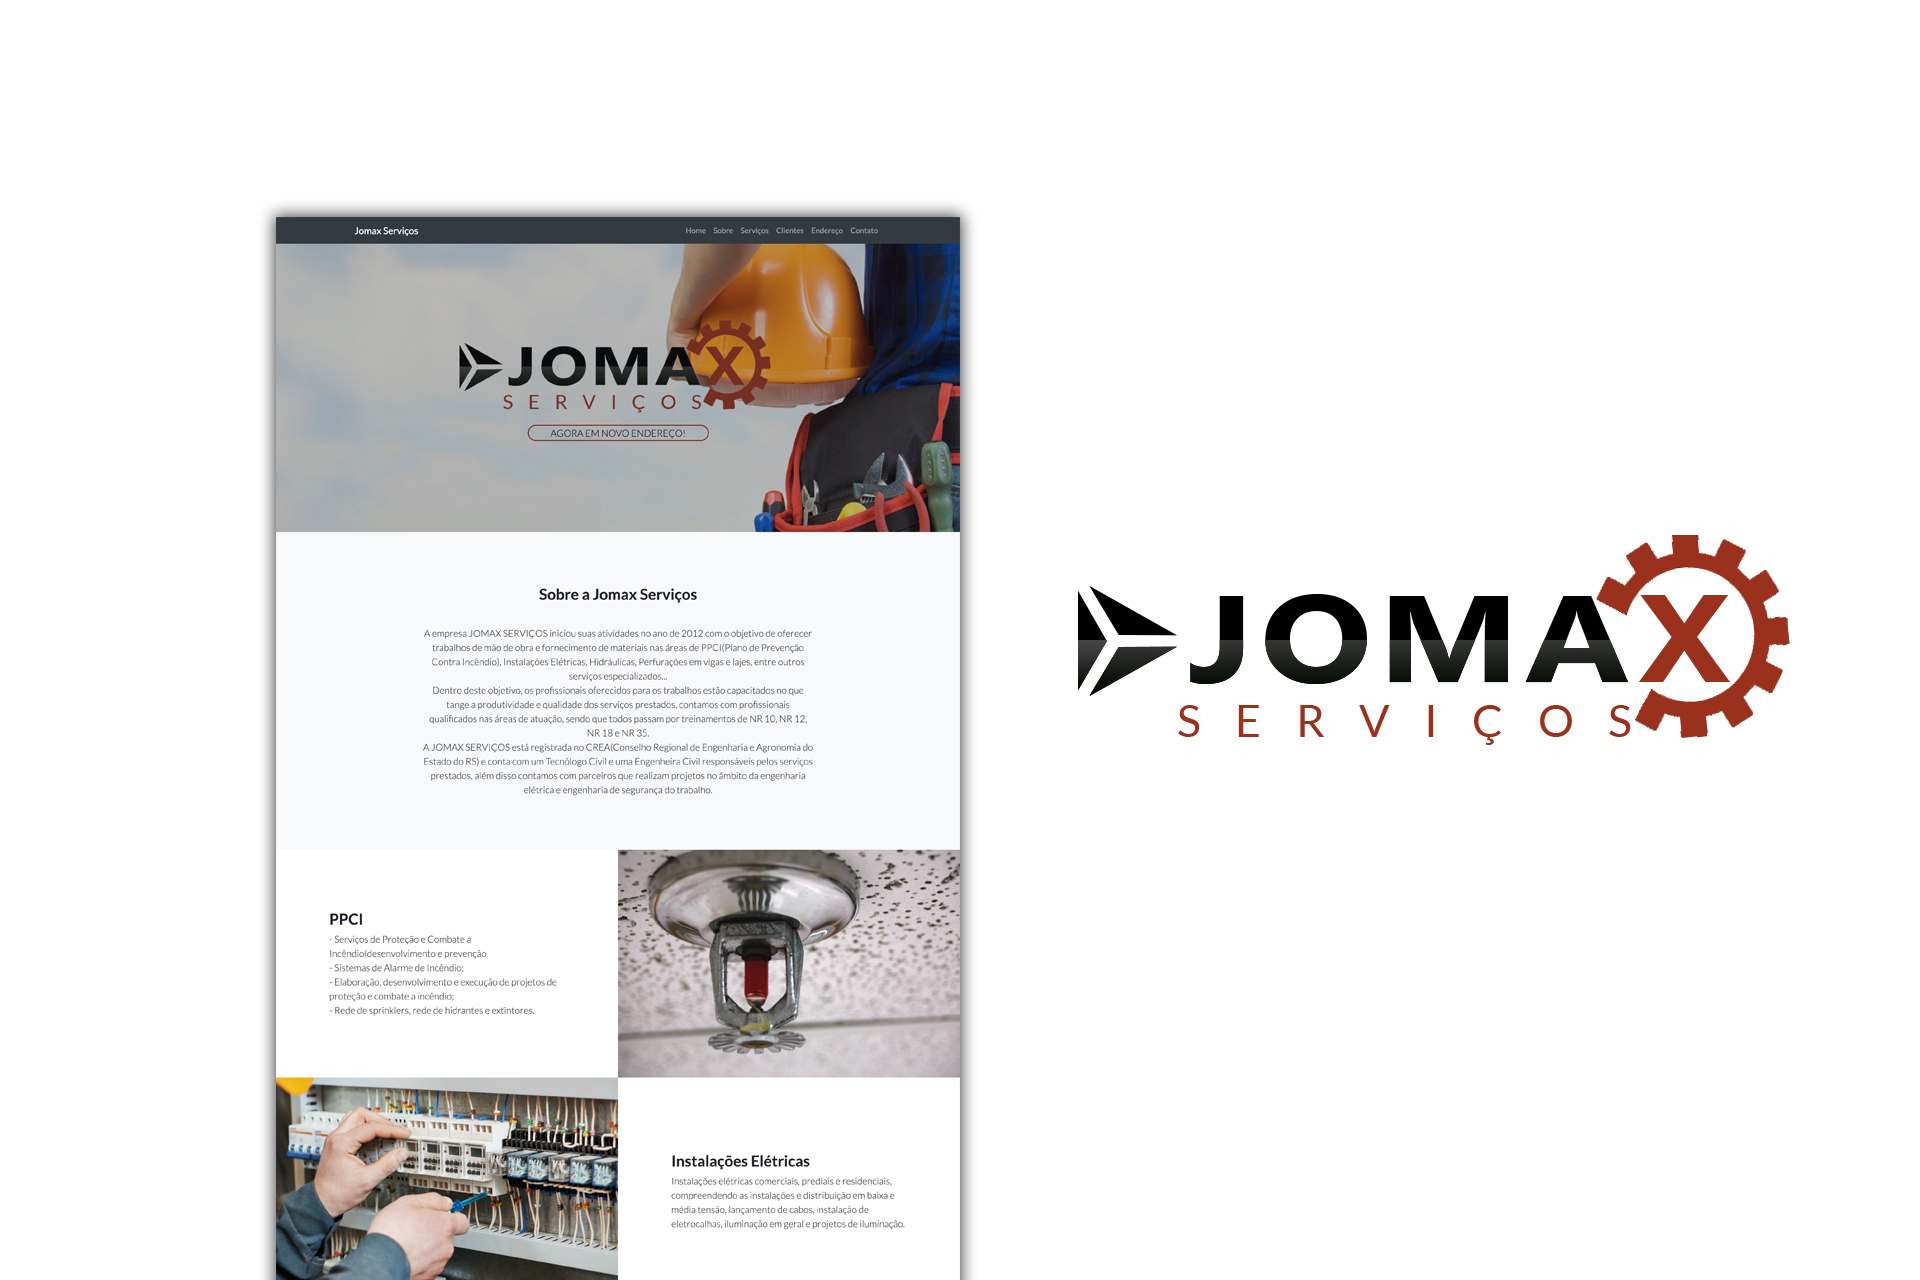 Jomax Serviços
Home Sobre Serviços Clientes Endereço Contato
JOMAX
SERVIÇOS
AGORA EM NOVO ENDEREÇO!
Sobre a Jomax Serviços
A empresa JOMAX SERVIÇOS iniciou suas atividades no ano de 2012 com o objetivo de oferecer
trabalhos de mão de obra e fornecimento de materiais nas áreas de PPCI(Plano de Prevenção
Contra Incêndio), Instalações Elétricas, Hidráulicas, Perfurações em vigas e lajes, entre outros
serviços especializados...
Dentro deste objetivo, os profissionais oferecidos para os trabalhos estão capacitados no que
tange a produtividade e qualidade dos serviços prestados, contamos com profissionais
qualificados nas áreas de atuação, sendo que todos passam por treinamentos de NR 10, NR 12,
NR 18 e NR 35.
A JOMAX SERVIÇOS está registrada no CREA(Conselho Regional de Engenharia e Agronomia do
Estado do RS) e conta com um Tecnólogo Civil e uma Engenheira Civil responsáveis pelos serviços
prestados, além disso contamos com parceiros que realizam projetos no âmbito da engenharia
elétrica e engenharia de segurança do trabalho.
PPCI
- Serviços de Proteção e Combate a
Incêndio(desenvolvimento e prevenção
- Sistemas de Alarme de Incêndio;
- Elaboração, desenvolvimento e execução de projetos de
proteção e combate a incêndio;
- Rede de sprinklers, rede de hidrantes e extintores.
Instalações Elétricas
Instalações elétricas comerciais, prediais e residenciais,
compreendendo as instalações e distribuição em baixa e
média tensão, lançamento de cabos, instalação de
eletrocalhas, iluminação em geral e projetos de iluminação.
JOMAX
SERVIÇOS